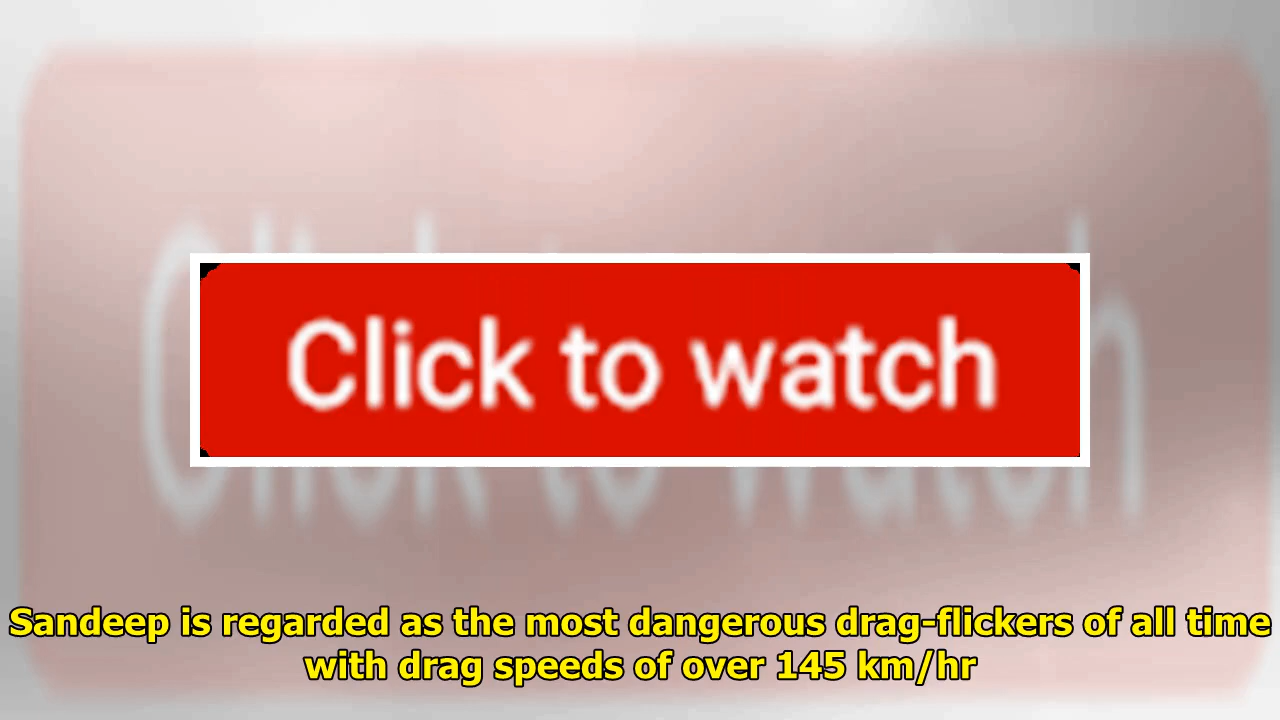 Click to watch
Sandeep is regarded as the most dangerous drag-flickers of all time
with drag speeds of over 145 km/hr